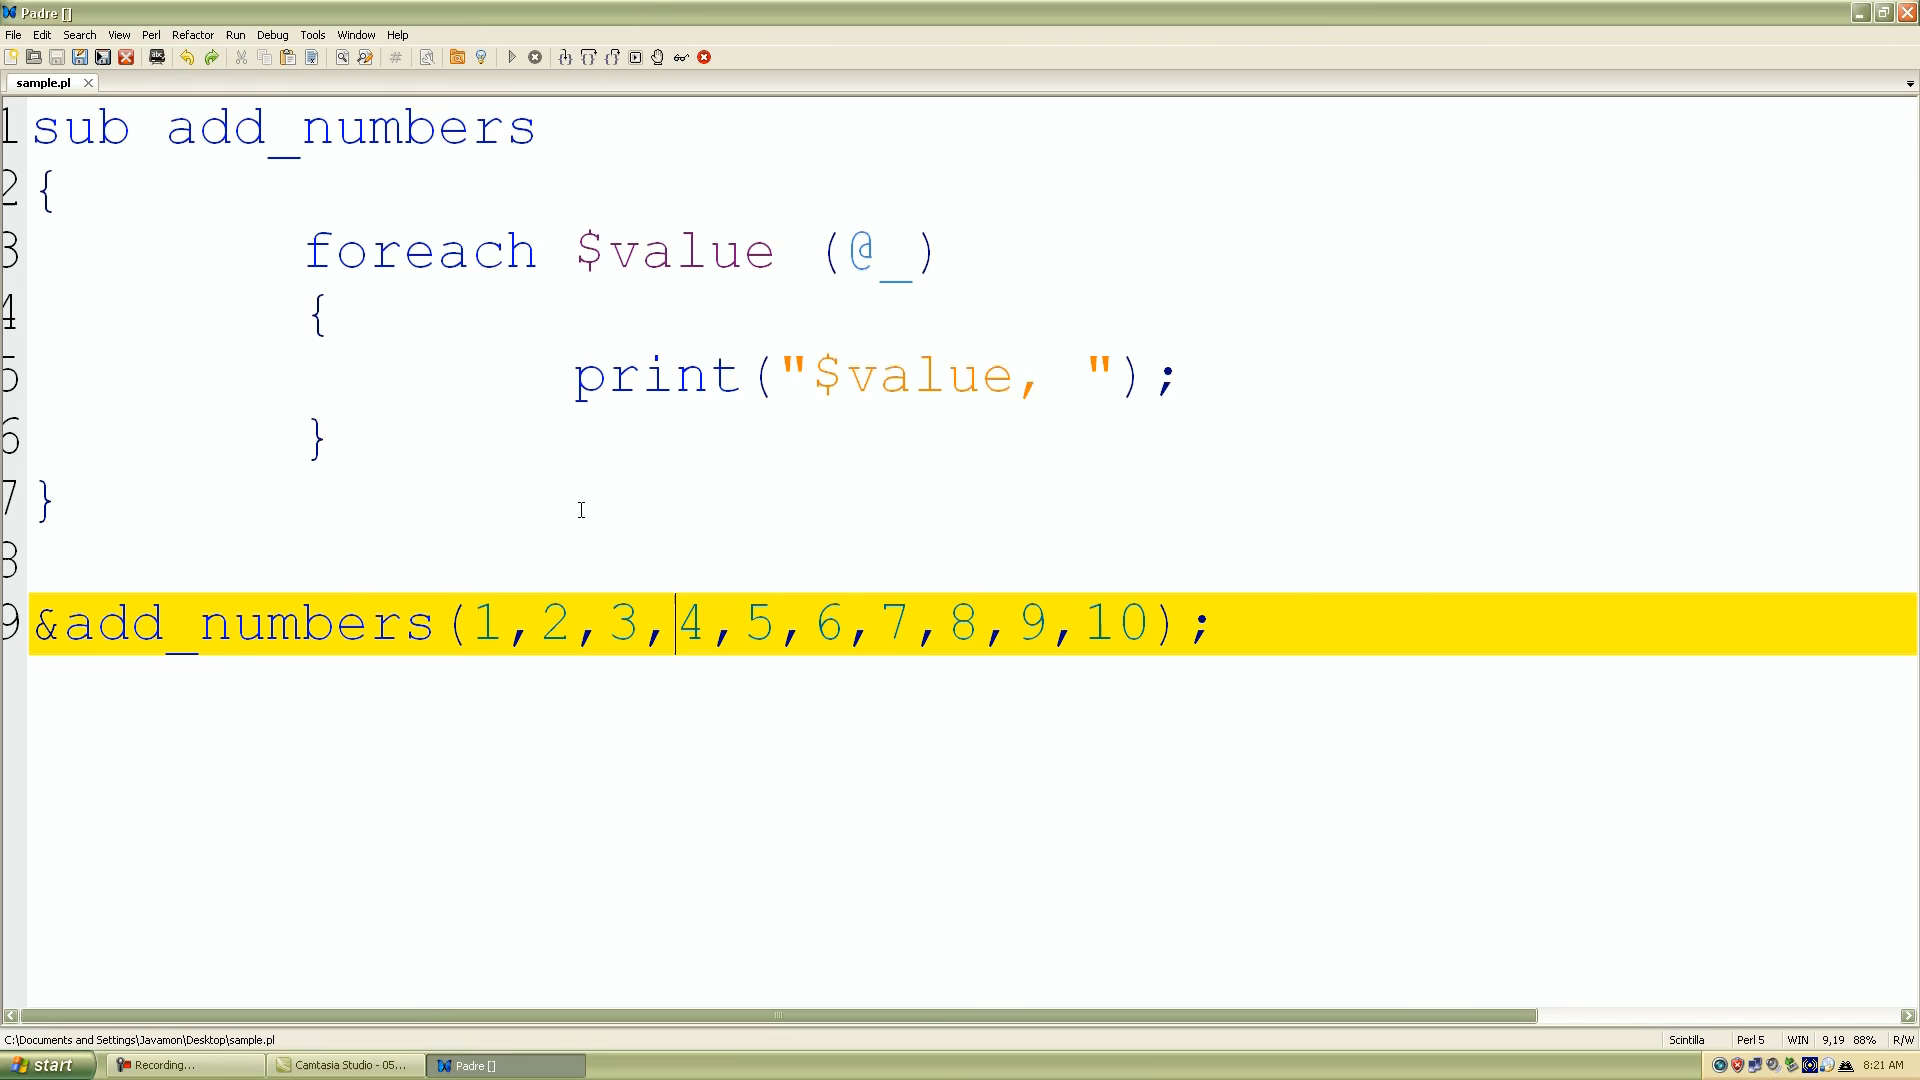 Padre []
File Edit Search View Perl Refactor Run Debug Tools Window Help
sample.pl
1 sub add_numbers
2 {
3 foreach $value (@_)
4 {
5 print("$value, ");
6 }
7 }
8
9 &add_numbers(1,2,3,4,5,6,7,8,9,10);
C:\Documents and Settings\Javamon\Desktop\sample.pl Scintilla Perl 5 WIN 9,19 88% R/W
start Recording... Camtasia Studio - 05... Padre [] 8:21 AM